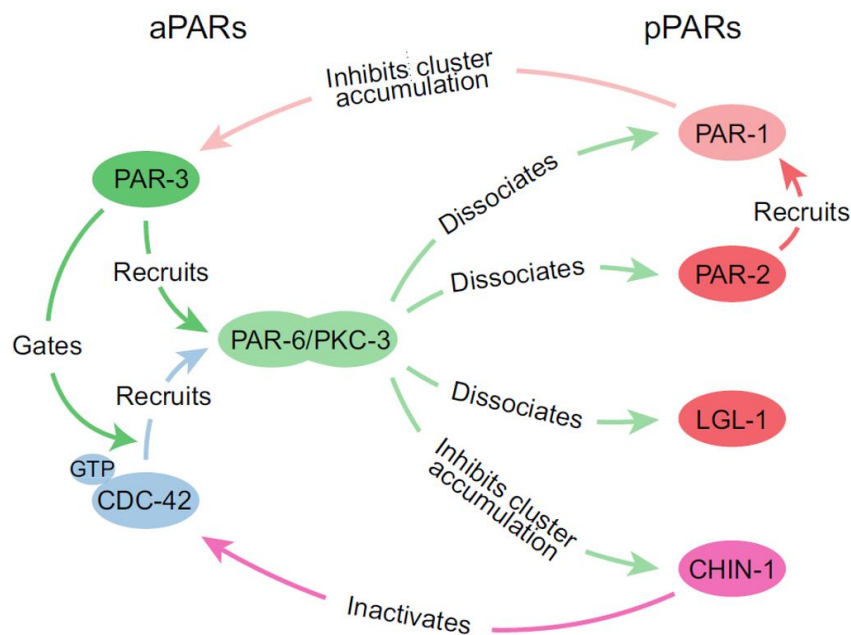 aPARs
pPARs
Inhibits cluster
accumulation
PAR-1
PAR-3
Dissociates
Recruits
Recruits
Dissociates
PAR-2
Gates
PAR-6/PKC-3
Recruits
Dissociates
LGL-1
GTP
CDC-42
Inhibits cluster
accumulation
CHIN-1
Inactivates